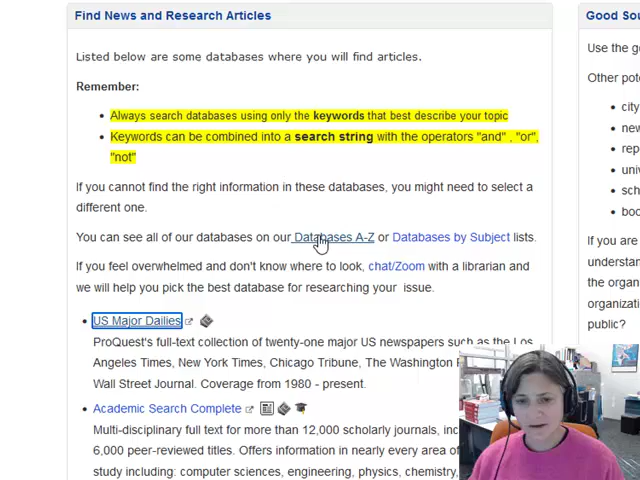 Find News and Research Articles
Good Sou
Listed below are some databases where you will find articles.
Use the g
Remember:
Other pot
Always search databases using only the keywords that best describe your topic
city
Keywords can be combined into a search string with the operators "and" , "or",
new
"not"
rep
univ
If you cannot find the right information in these databases, you might need to select a
sch
different one.
boo
You can see all of our databases on our Databases A-Z or Databases by Subject lists.
If you are
understan
If you feel overwhelmed and don't know where to look, chat/Zoom with a librarian and
the organ
we will help you pick the best database for researching your issue.
organizati
public?
US Major Dailies
ProQuest's full-text collection of twenty-one major US newspapers such as the Los
Angeles Times, New York Times, Chicago Tribune, The Washington
Wall Street Journal. Coverage from 1980 - present.
Academic Search Complete
Multi-disciplinary full text for more than 12,000 scholarly journals, inc
6,000 peer-reviewed titles. Offers information in nearly every area of
study including: computer sciences, engineering, physics, chemistry,